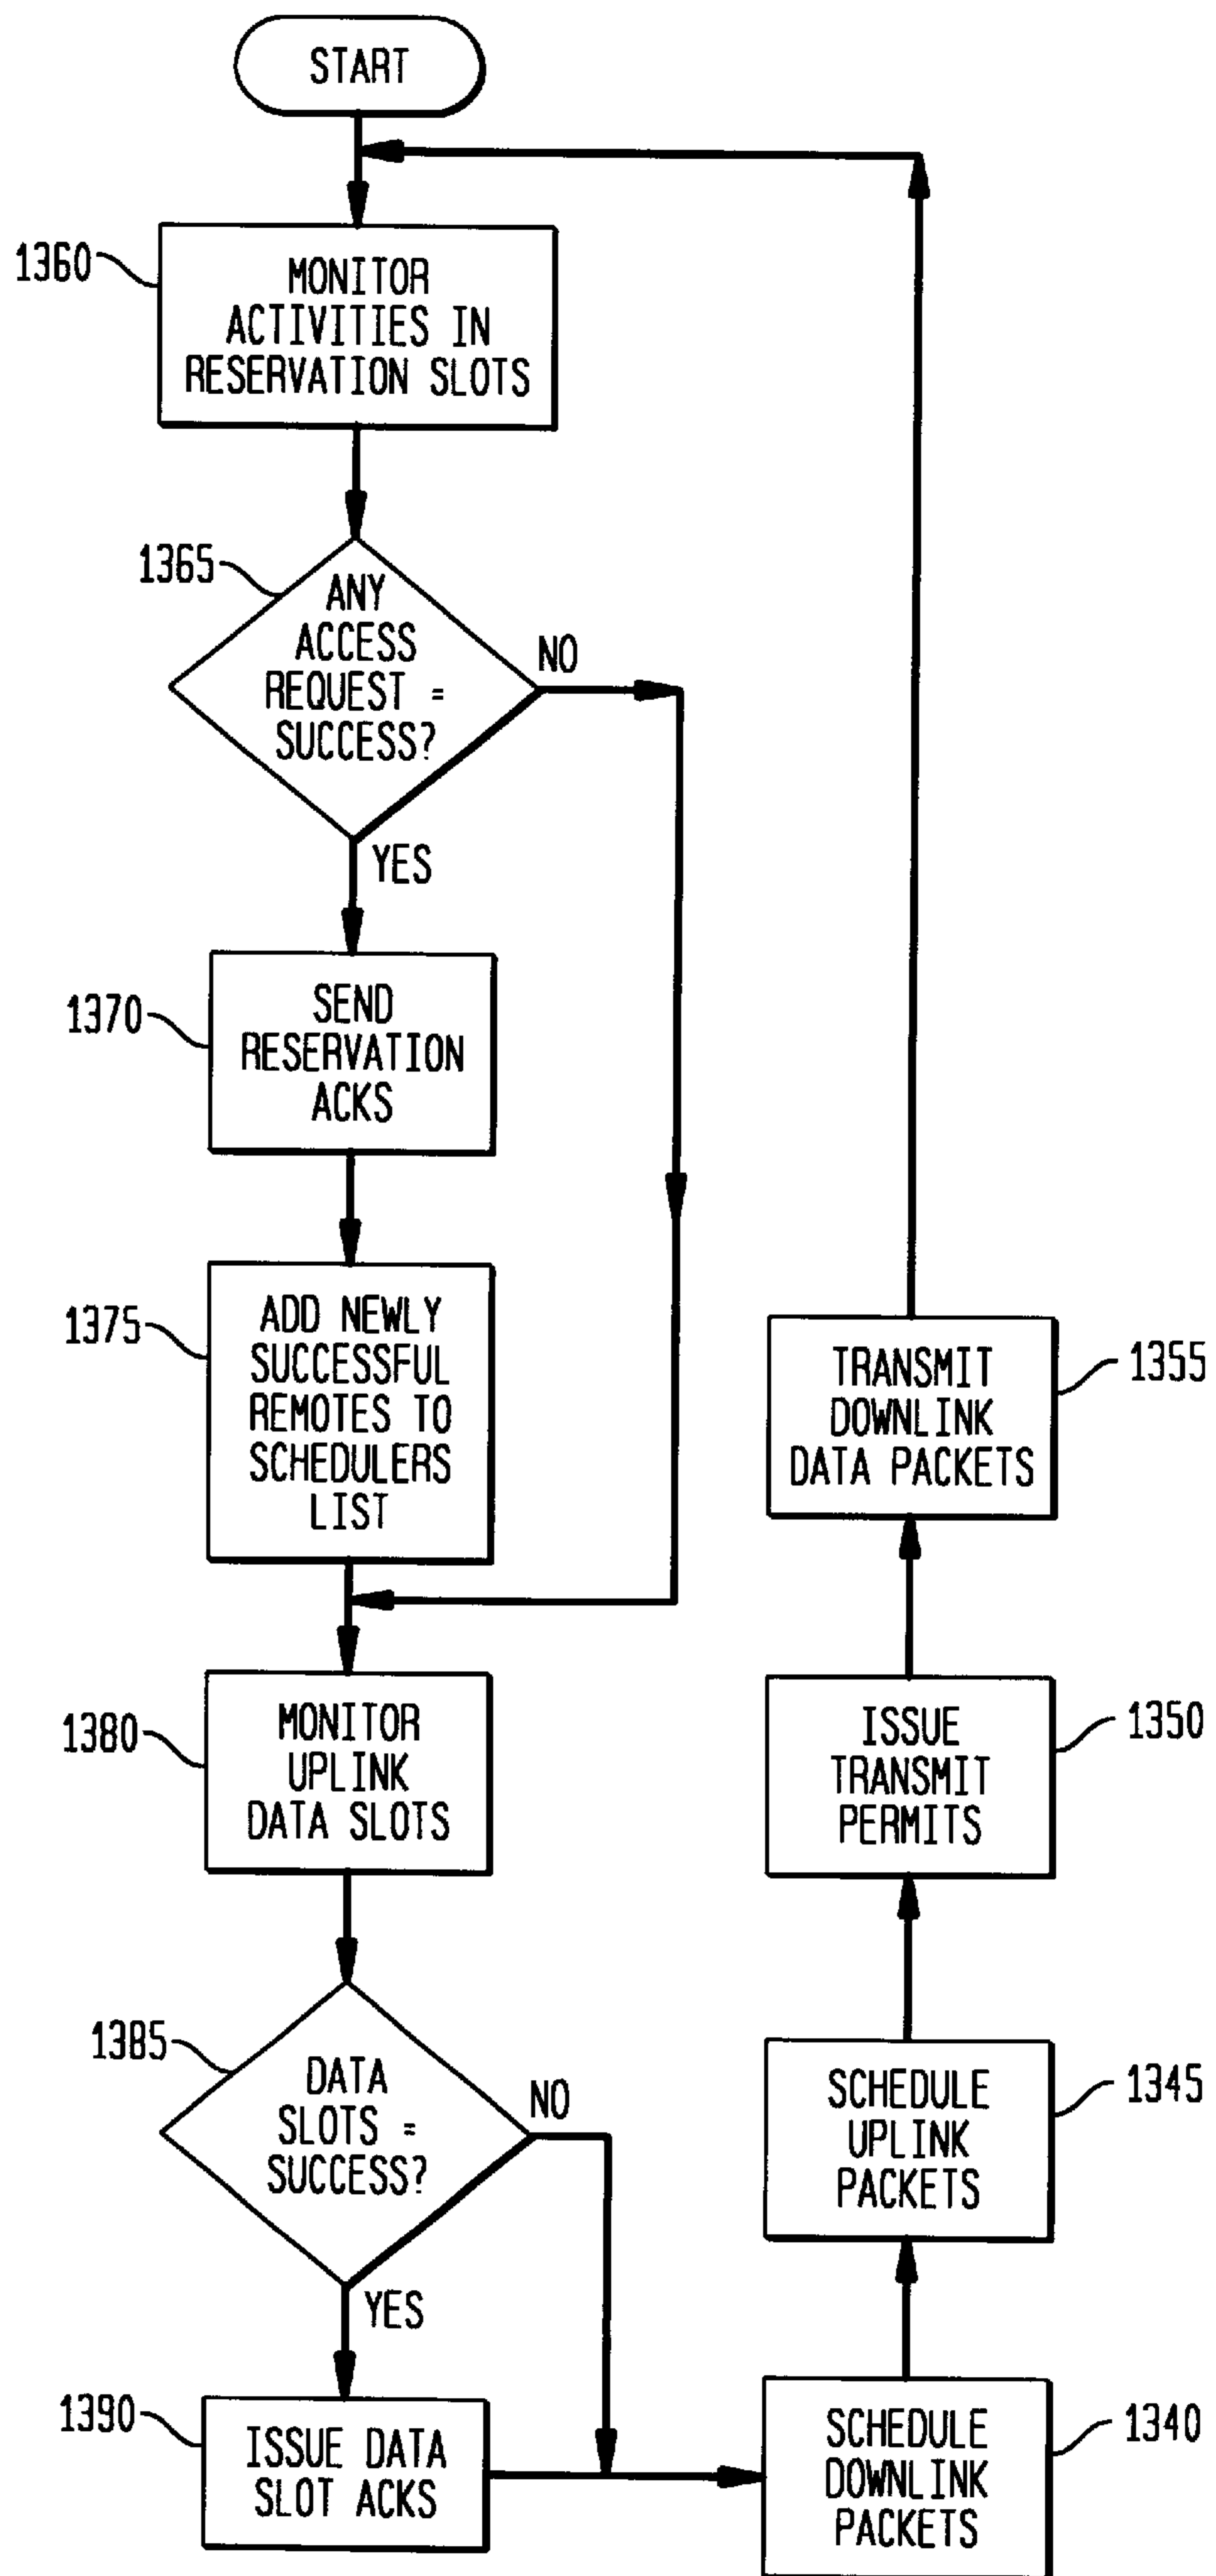 START
1360
MONITOR
ACTIVITIES IN
RESERVATION SLOTS
1365
ANY
ACCESS
REQUEST =
SUCCESS?
NO
YES
1370
SEND
RESERVATION
ACKS
1375
ADD NEWLY
SUCCESSFUL
REMOTES TO
SCHEDULERS
LIST
1380
MONITOR
UPLINK
DATA SLOTS
1385
DATA
SLOTS =
SUCCESS?
NO
YES
1390
ISSUE DATA
SLOT ACKS
SCHEDULE
DOWNLINK
PACKETS
1340
SCHEDULE
UPLINK
PACKETS
1345
ISSUE
TRANSMIT
PERMITS
1350
TRANSMIT
DOWNLINK
DATA PACKETS
1355